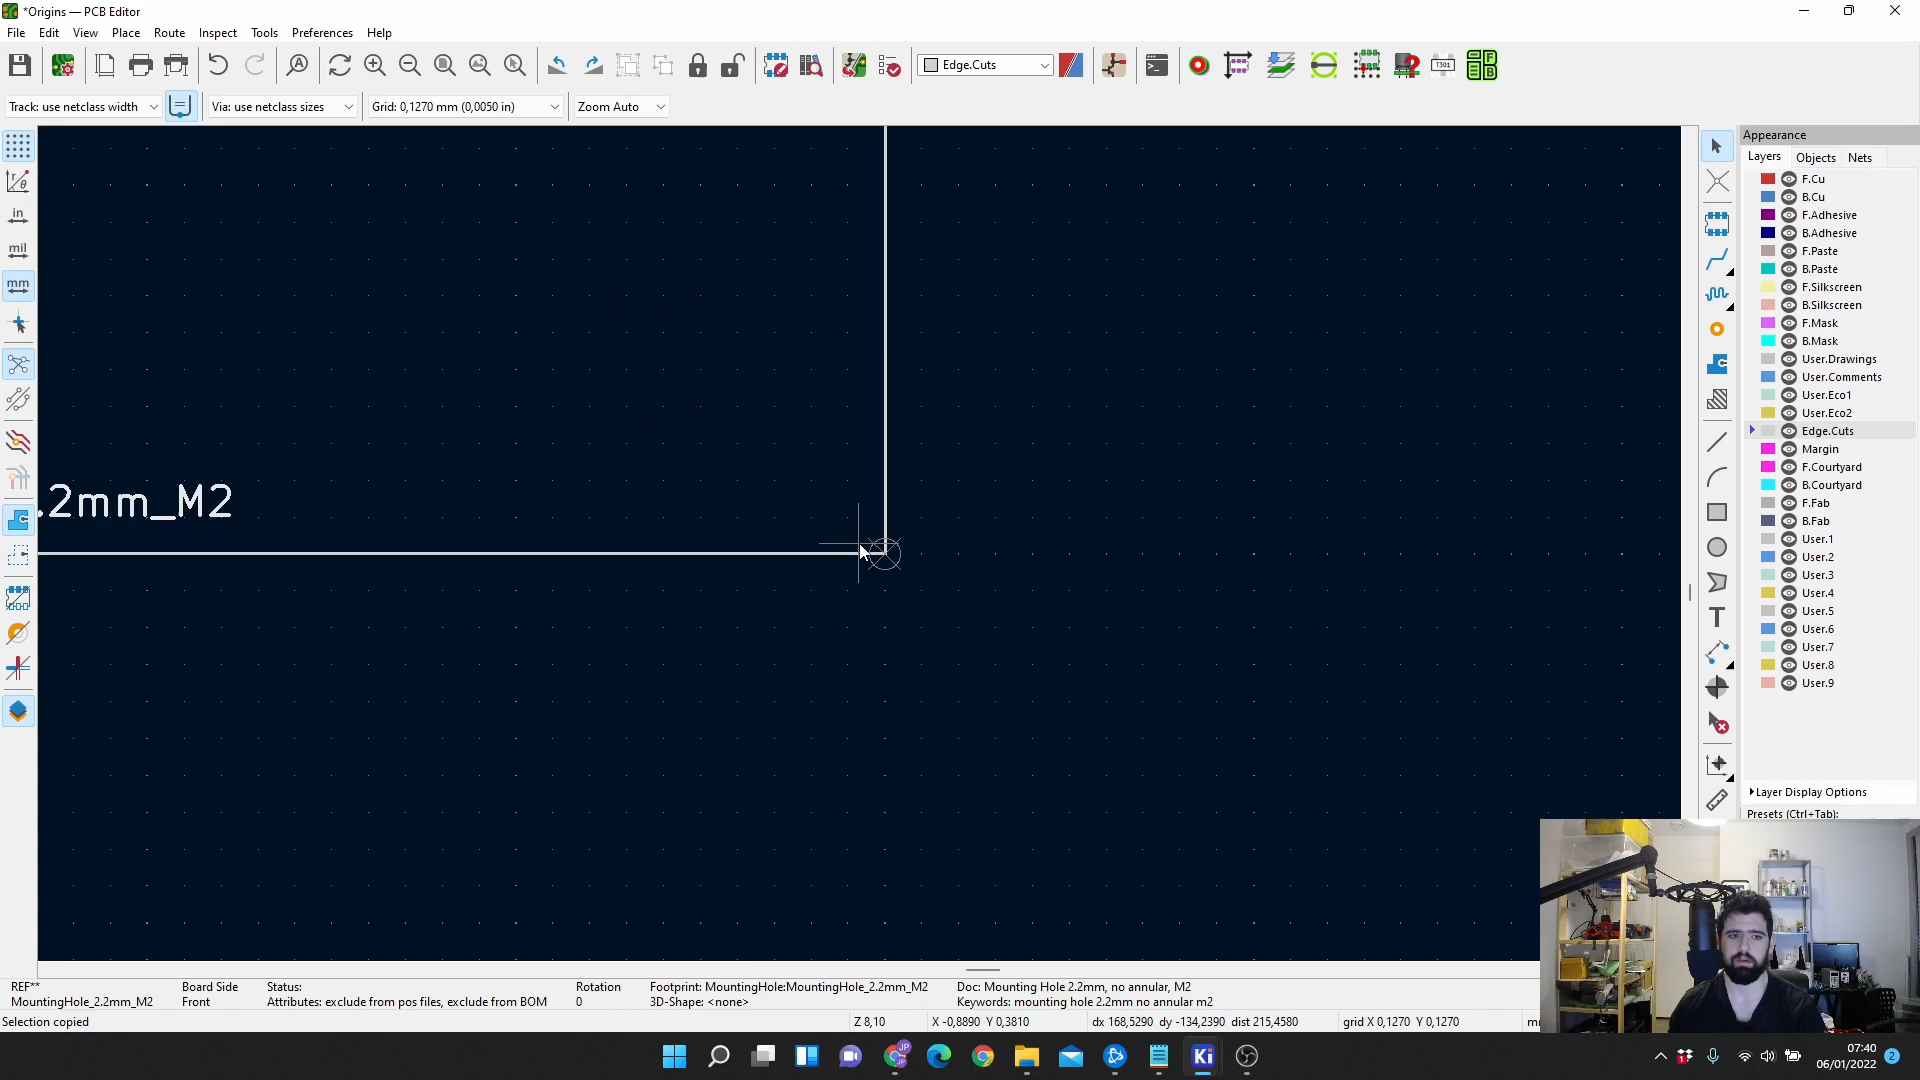 *Origins — PCB Editor
File Edit View Place Route Inspect Tools Preferences Help
Edge.Cuts
T301
F
B
Track: use netclass width Via: use netclass sizes Grid: 0,1270 mm (0,0050 in) Zoom Auto
in
mil
mm
.2mm_M2
Appearance
Layers Objects Nets
F.Cu
B.Cu
F.Adhesive
B.Adhesive
F.Paste
B.Paste
F.Silkscreen
B.Silkscreen
F.Mask
B.Mask
User.Drawings
User.Comments
User.Eco1
User.Eco2
Edge.Cuts
Margin
F.Courtyard
B.Courtyard
F.Fab
B.Fab
User.1
User.2
User.3
User.4
User.5
User.6
User.7
User.8
User.9
Layer Display Options
Presets (Ctrl+Tab):
REF** Board Side Status: Rotation Footprint: MountingHole:MountingHole_2.2mm_M2 Doc: Mounting Hole 2.2mm, no annular, M2
MountingHole_2.2mm_M2 Front Attributes: exclude from pos files, exclude from BOM 0 3D-Shape: <none> Keywords: mounting hole 2.2mm no annular m2
Selection copied Z 8,10 X -0,8890 Y 0,3810 dx 168,5290 dy -134,2390 dist 215,4580 grid X 0,1270 Y 0,1270
JP
Ki
07:40
06/01/2022 2